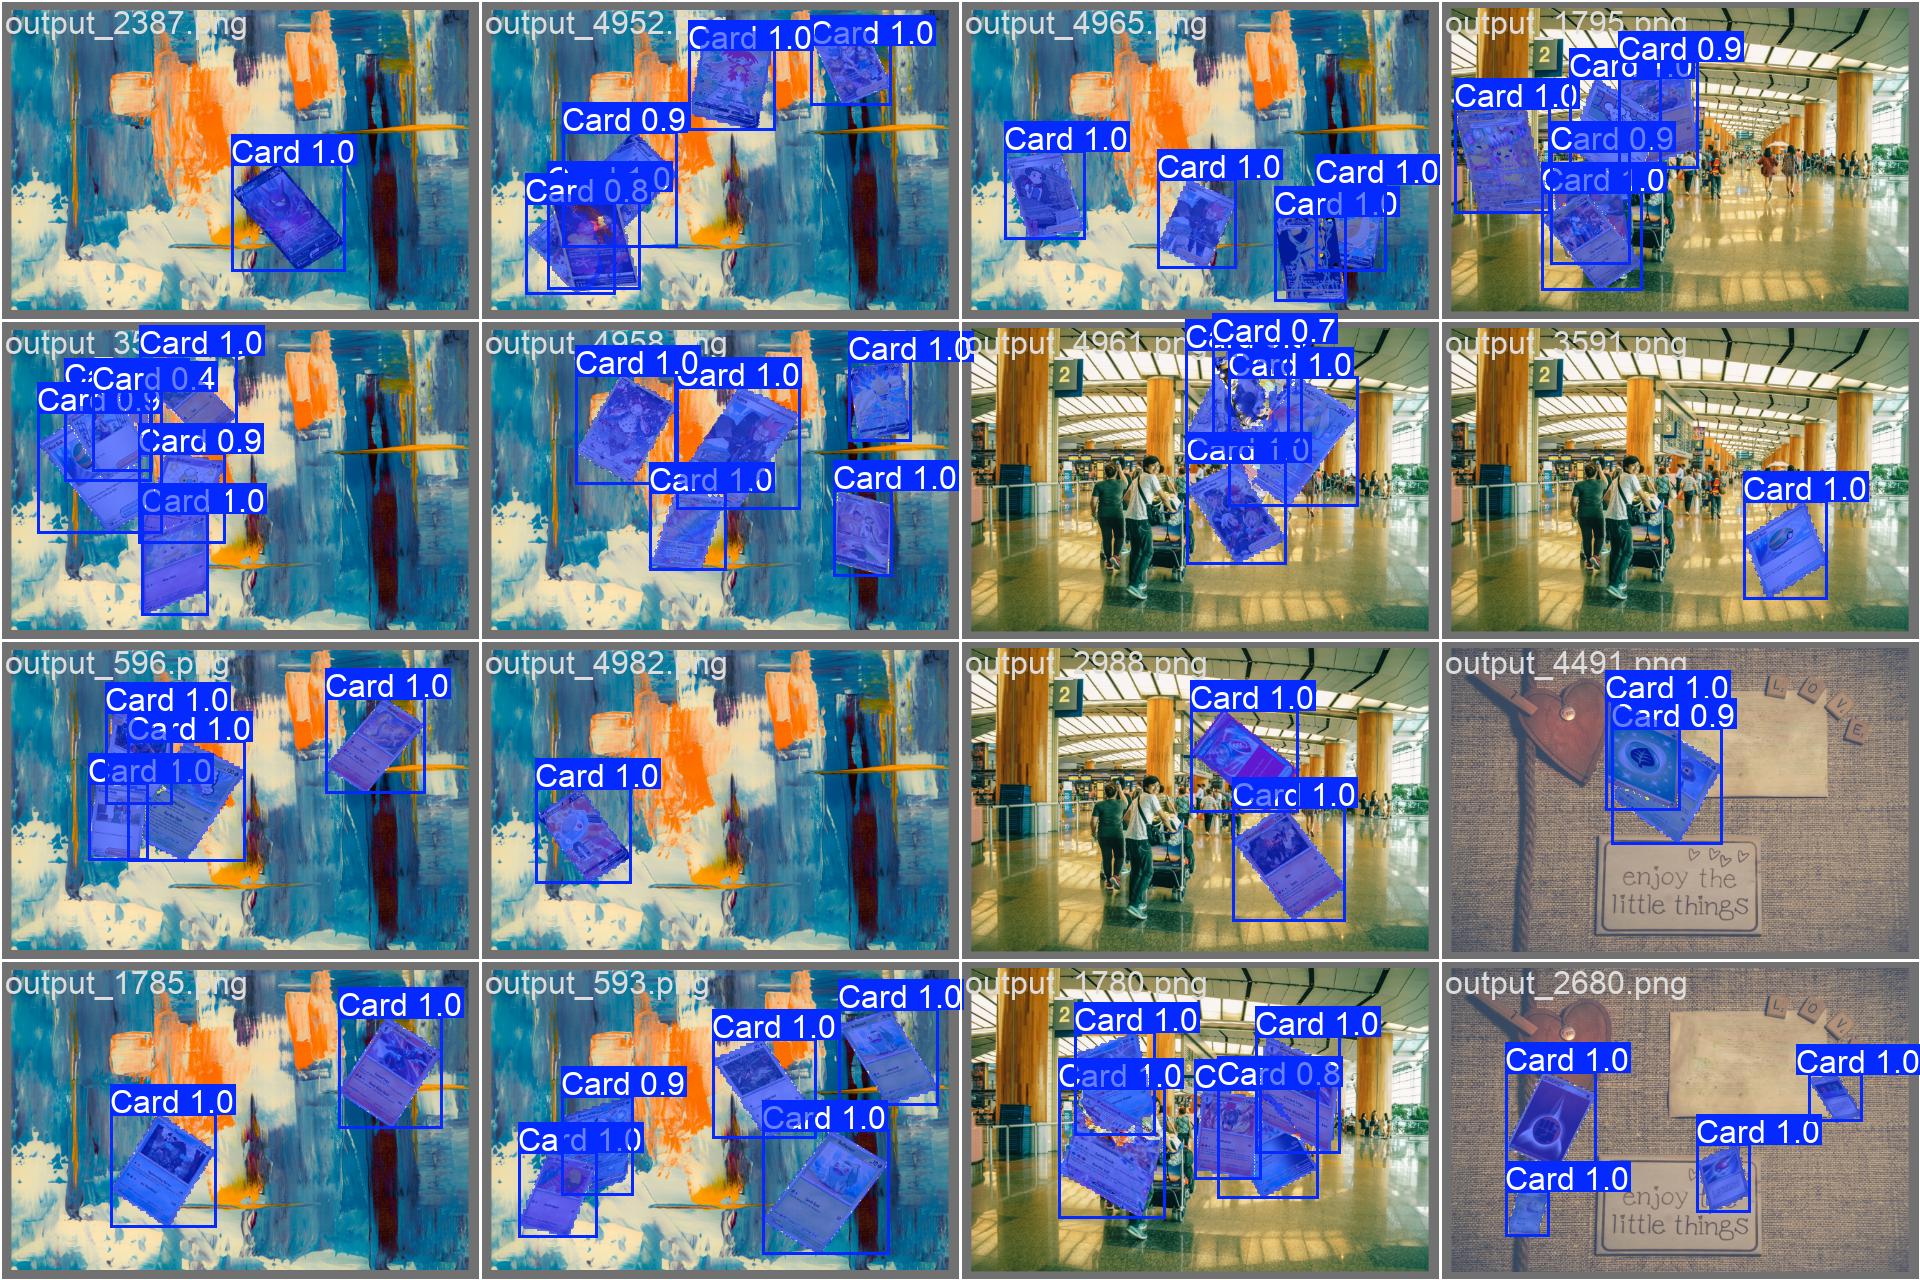 output_2387.png
Card 1.0
output_4952.png
Card 1.0
Card 1.0
Card 0.9
Card 0.8
output_4965.png
Card 1.0
Card 1.0
Card 1.0
Card 1.0
output_1795.png
2
Card 0.9
Card 1.0
Card 1.0
Card 0.9
Card 1.0
Card 1.0
Card 0.4
Card 0.9
Card 0.9
Card 1.0
output_4958.png
Card 1.0
Card 1.0
Card 1.0
Card 1.0
Card 1.0
output_4961.png
2
Card 0.7
Card 1.0
Card 1.0
output_3591.png
2
Card 1.0
output_596.png
Card 1.0
Card 1.0
Card 1.0
Card 1.0
output_4982.png
Card 1.0
output_2988.png
2
Card 1.0
Card 1.0
output_4491.png
Card 1.0
Card 0.9
LOVE
enjoy the
little things
output_1785.png
Card 1.0
Card 1.0
output_593.png
Card 1.0
Card 1.0
Card 0.9
Card 1.0
Card 1.0
output_1780.png
2
Card 1.0
Card 1.0
Card 1.0
Card 0.8
output_2680.png
LOV
Card 1.0
Card 1.0
Card 1.0
Card 1.0
enjoy
little things